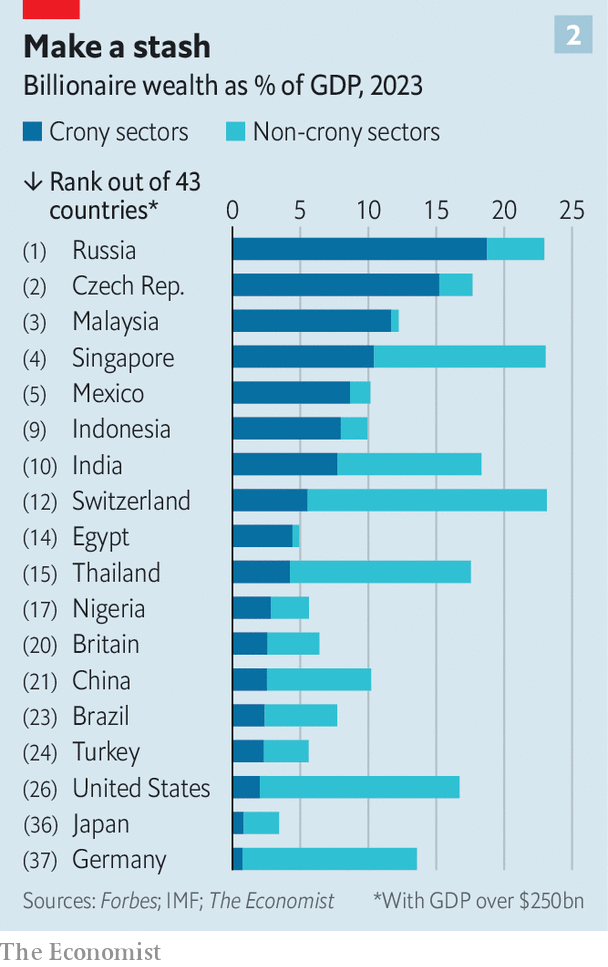 Make a stash
2
Billionaire wealth as % of GDP, 2023
Crony sectors Non-crony sectors
↓ Rank out of 43
countries*
0 5 10 15 20 25
(1) Russia
(2) Czech Rep.
(3) Malaysia
(4) Singapore
(5) Mexico
(9) Indonesia
(10) India
(12) Switzerland
(14) Egypt
(15) Thailand
(17) Nigeria
(20) Britain
(21) China
(23) Brazil
(24) Turkey
(26) United States
(36) Japan
(37) Germany
Sources: Forbes; IMF; The Economist *With GDP over $250bn
The Economist